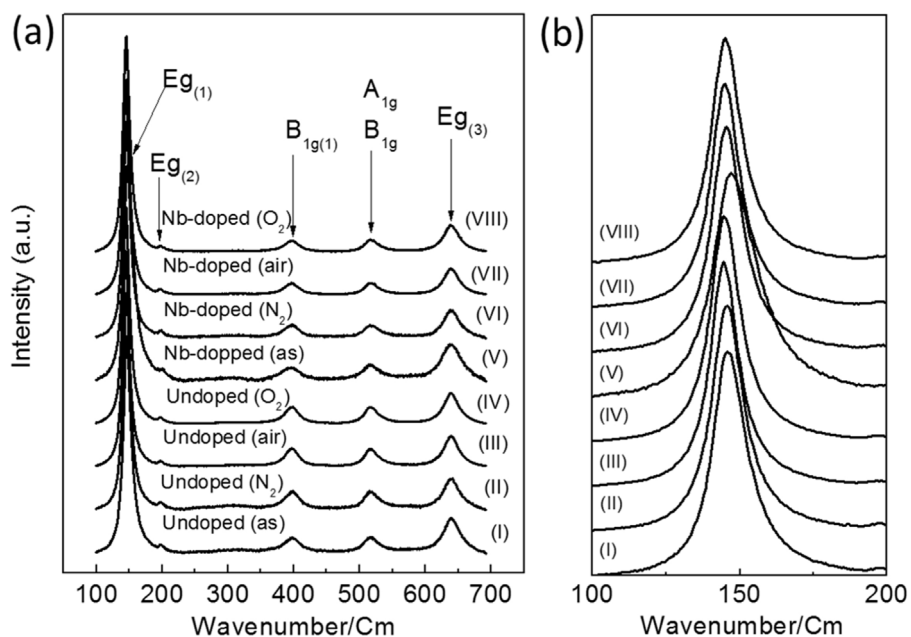 (a)
Eg(1)
Eg(2)
B1g(1)
A1g
B1g
Eg(3)
Nb-doped (O2) (VIII)
Nb-doped (air) (VII)
Nb-doped (N2) (VI)
Nb-dopped (as) (V)
Undoped (O2) (IV)
Undoped (air) (III)
Undoped (N2) (II)
Undoped (as) (I)
Intensity (a.u.)
100 200 300 400 500 600 700
Wavenumber/Cm
(b)
(VIII)
(VII)
(VI)
(V)
(IV)
(III)
(II)
(I)
100 150 200
Wavenumber/Cm